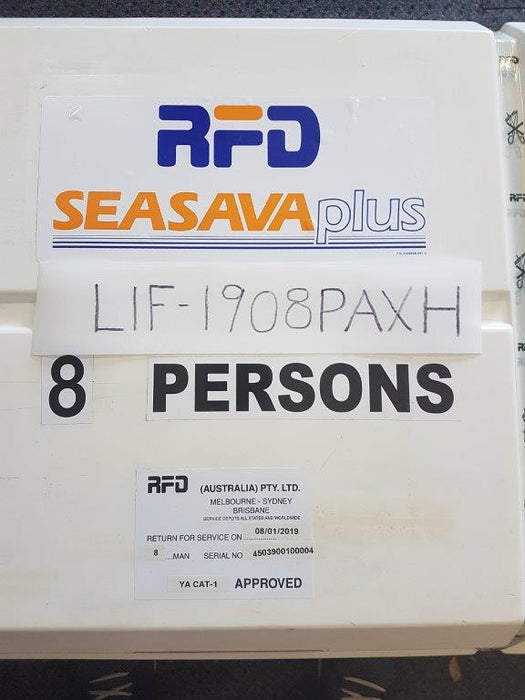 RFD
SEASAVAplus
LIF-1908PAXH
8 PERSONS
RFD (AUSTRALIA) PTY. LTD.
MELBOURNE - SYDNEY
BRISBANE
SERVICE DEPOTS ALL STATES AND WORLDWIDE
RETURN FOR SERVICE ON 08/01/2019
8 ...MAN SERIAL NO 4503900100004
YA CAT-1 APPROVED